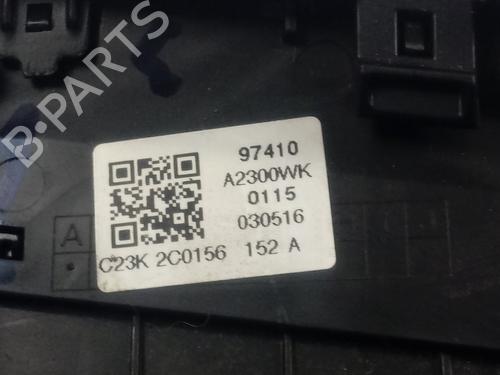 B-PARTS
97410
A2300WK
0115
030516
C23K 2C0156 152 A
A